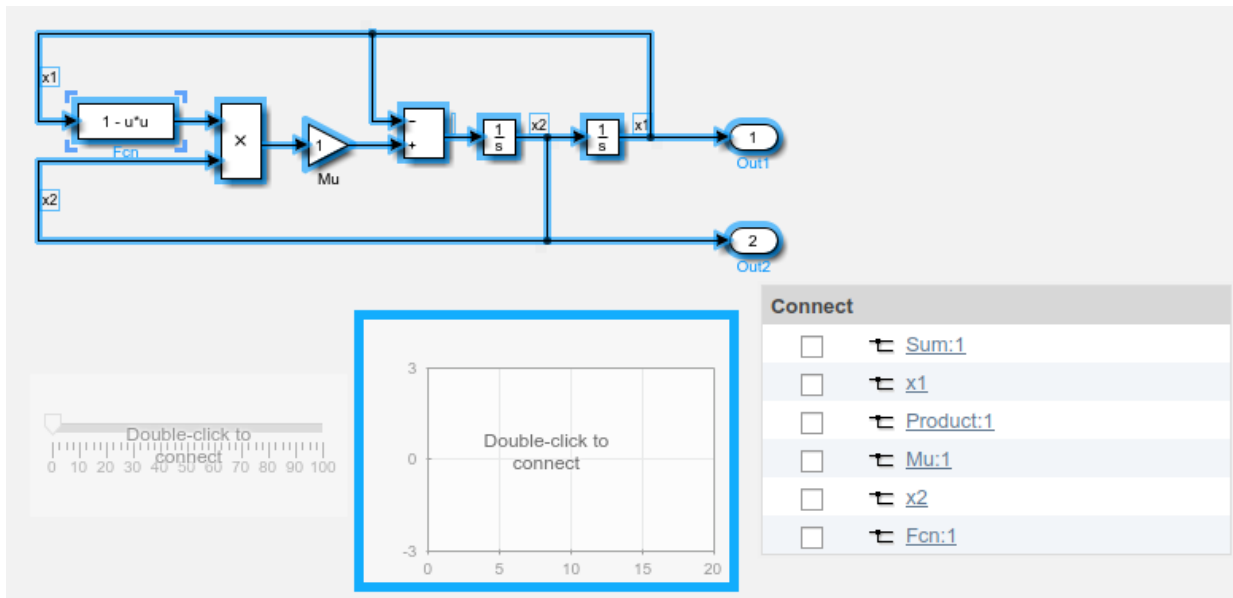 x1
1 - u*u
Fcn
×
1
Mu
−
+
1
s
x2
1
s
x1
1
Out1
x2
2
Out2
Connect
Sum:1
x1
Product:1
Mu:1
x2
Fcn:1
Double-click to
connect
0 10 20 30 40 50 60 70 80 90 100
3
0
-3
Double-click to
connect
0 5 10 15 20